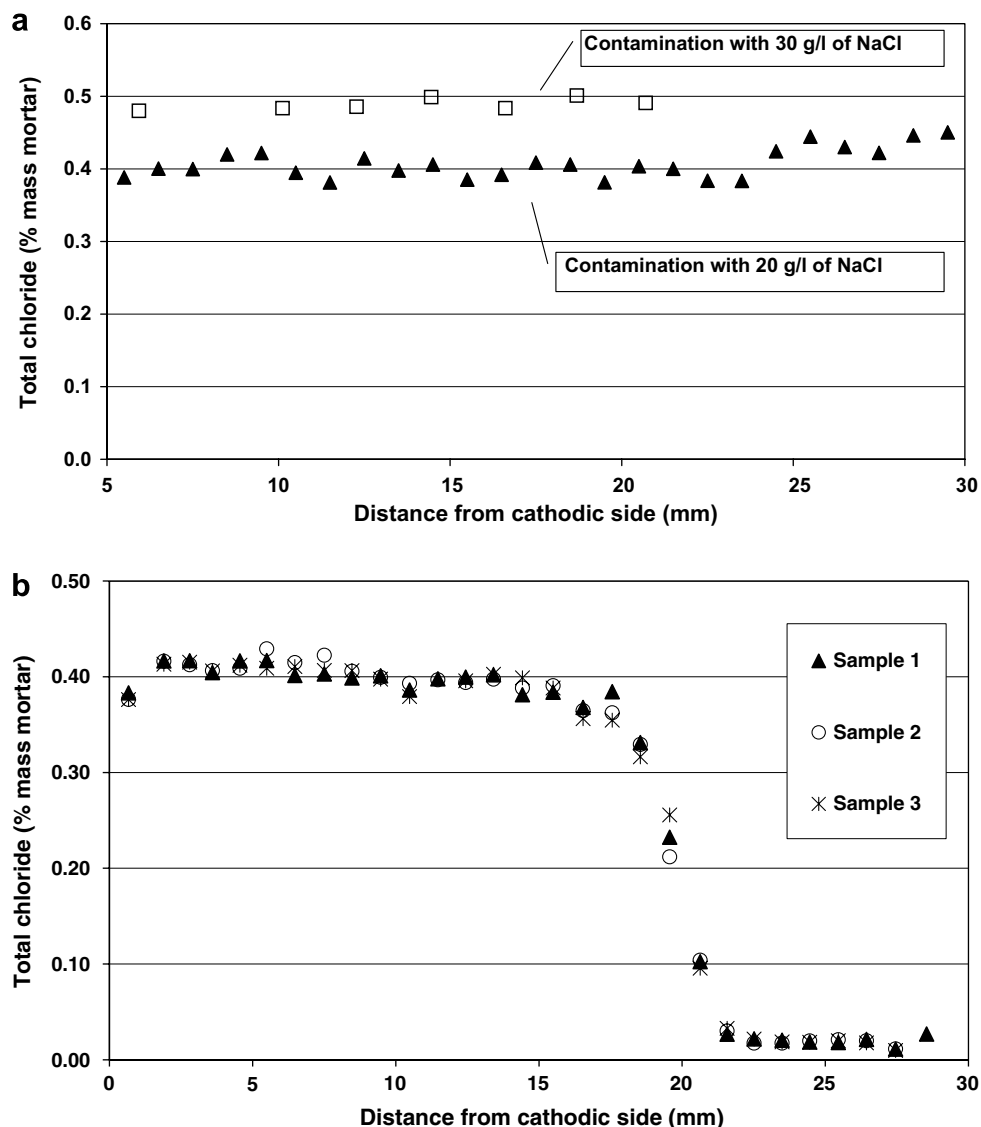 a
0.6
0.5
0.4
0.3
0.2
0.1
0.0
Total chloride (% mass mortar)
Contamination with 30 g/l of NaCl
Contamination with 20 g/l of NaCl
5 10 15 20 25 30
Distance from cathodic side (mm)
b
0.50
0.40
0.30
0.20
0.10
0.00
Total chloride (% mass mortar)
Sample 1
Sample 2
Sample 3
0 5 10 15 20 25 30
Distance from cathodic side (mm)